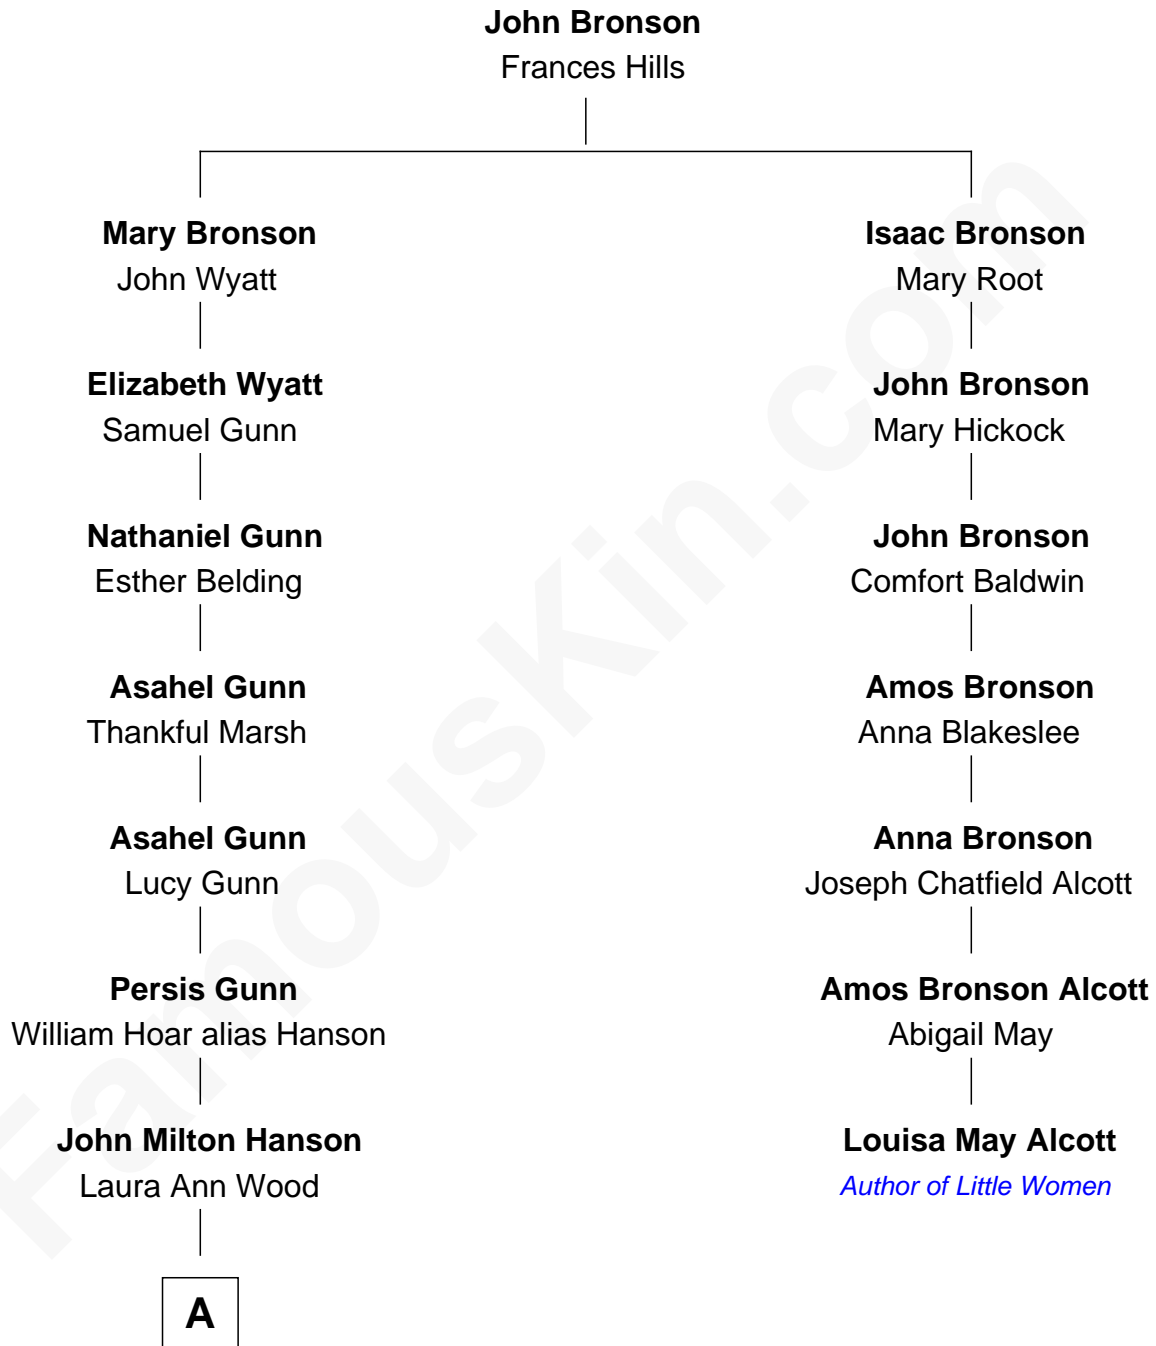 John Bronson
Frances Hills
Mary Bronson
John Wyatt
Isaac Bronson
Mary Root
Elizabeth Wyatt
Samuel Gunn
John Bronson
Mary Hickock
Nathaniel Gunn
Esther Belding
John Bronson
Comfort Baldwin
Asahel Gunn
Thankful Marsh
Amos Bronson
Anna Blakeslee
Asahel Gunn
Lucy Gunn
Anna Bronson
Joseph Chatfield Alcott
Persis Gunn
William Hoar alias Hanson
Amos Bronson Alcott
Abigail May
John Milton Hanson
Laura Ann Wood
Louisa May Alcott
Author of Little Women
A
FamousKin.com